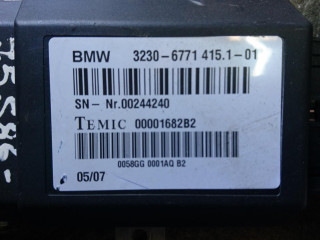 BMW 3230-6771 415.1-01
SN- Nr.00244240
TEMIC 00001682B2
0058GG 0001AQ B2
05/07